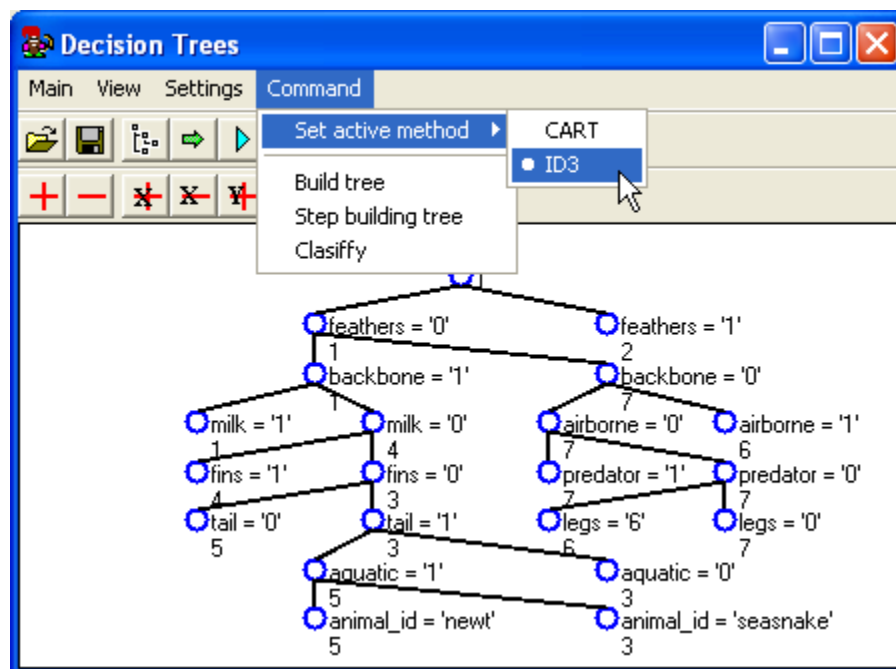 Decision Trees
Main View Settings Command
Set active method
CART
ID3
Build tree
Step building tree
Clasiffy
X X Y
1
feathers = '0' feathers = '1'
1 2
backbone = '1' backbone = '0'
1 7
milk = '1' milk = '0' airborne = '0' airborne = '1'
1 4 7 6
fins = '1' fins = '0' predator = '1' predator = '0'
4 3 7 7
tail = '0' tail = '1' legs = '6' legs = '0'
5 3 6 7
aquatic = '1' aquatic = '0'
5 3
animal_id = 'newt' animal_id = 'seasnake'
5 3